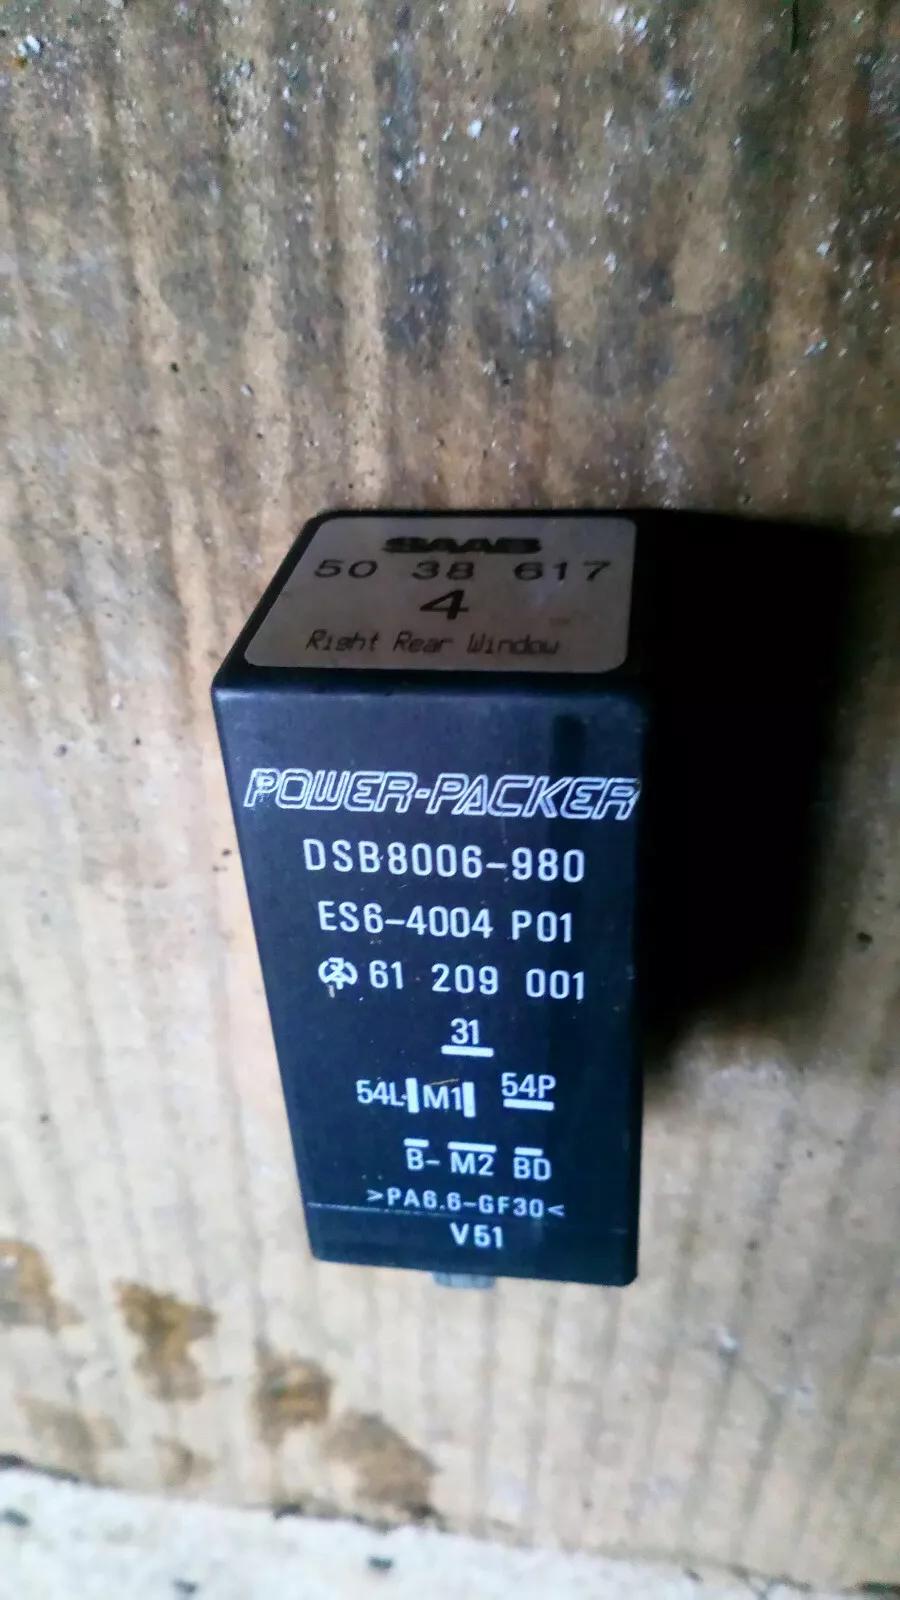 SAAB
50 38 617
4
Right Rear Window
POWER-PACKER
DSB8006-980
ES6-4004 P01
61 209 001
31
54L M1 54P
B- M2 BD
>PA6.6-GF30<
V51